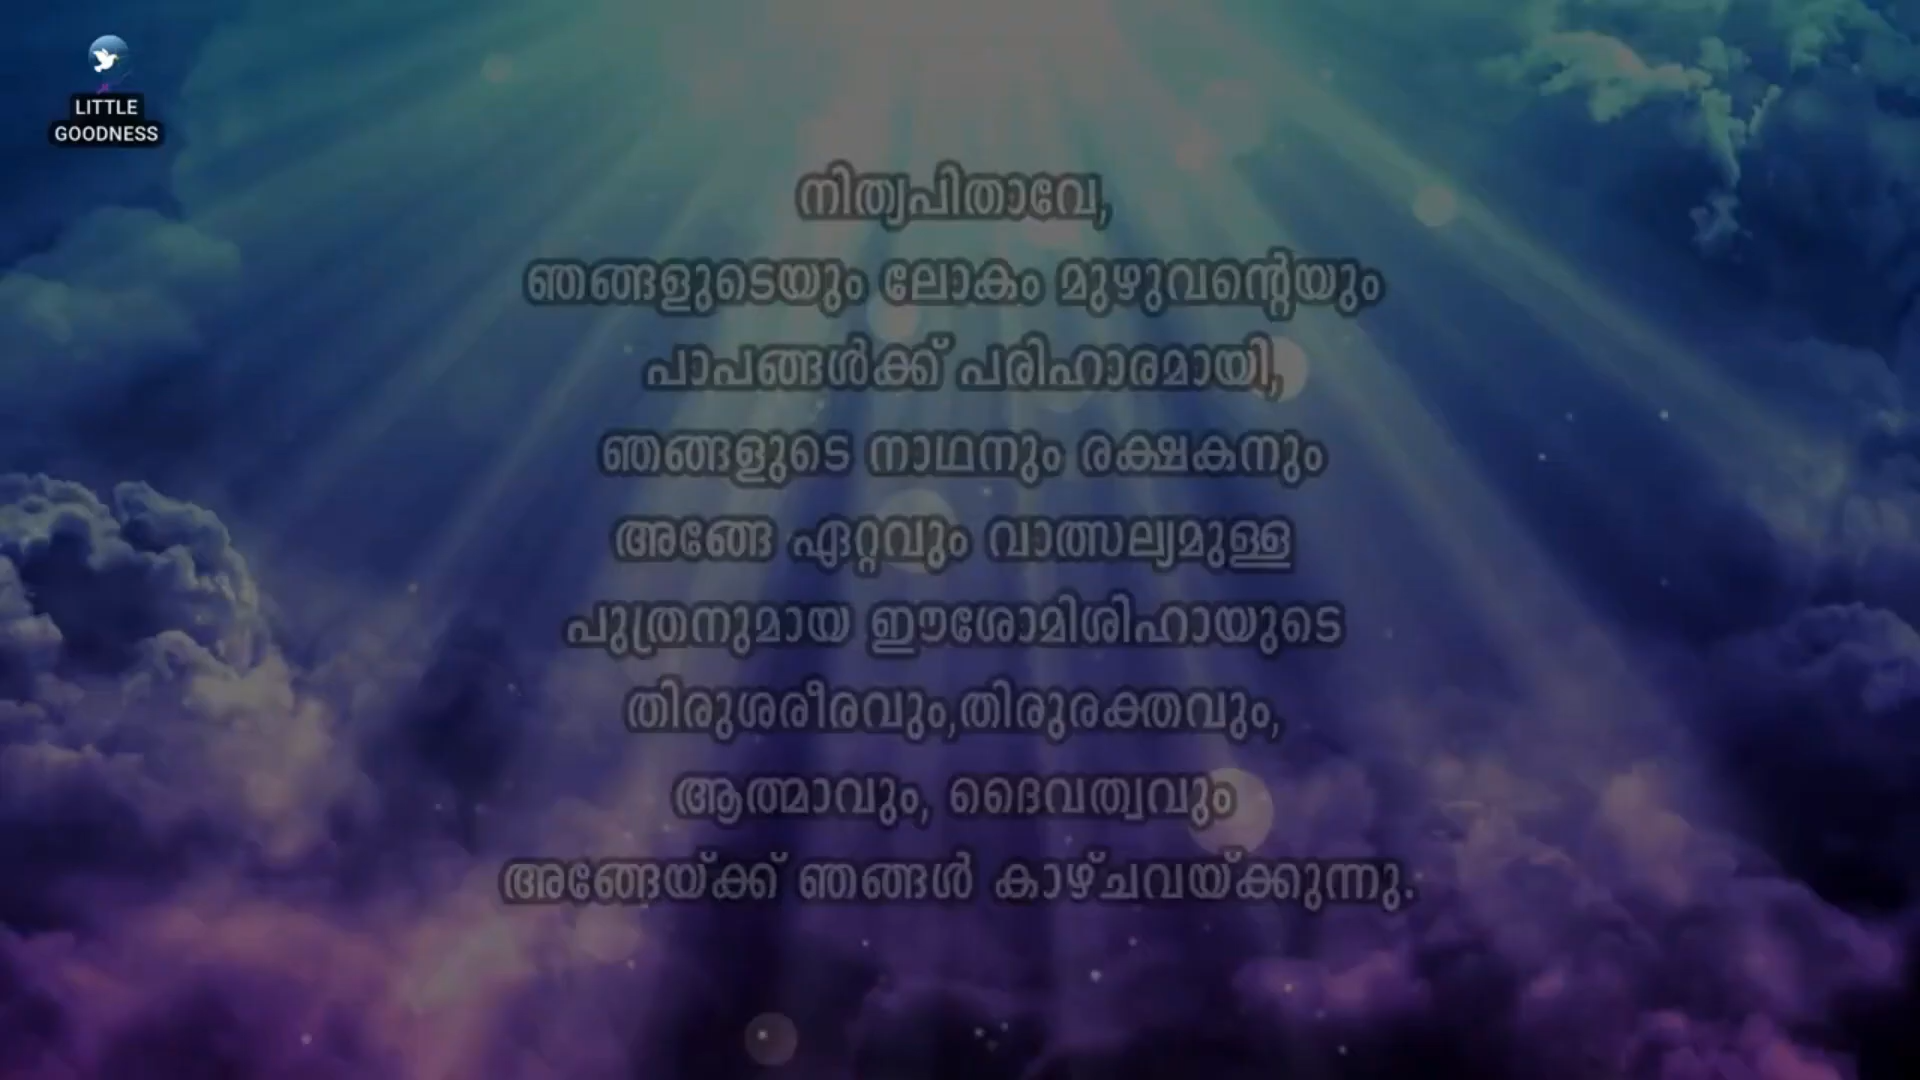 LITTLE
GOODNESS
നിത്യപിതാവേ,
ഞങ്ങളുടെയും ലോകം മുഴുവന്റെയും
പാപങ്ങൾക്ക് പരിഹാരമായി,
ഞങ്ങളുടെ നാഥനും രക്ഷകനും
അങ്ങേ ഏറ്റവും വാത്സല്യമുള്ള
പുത്രനുമായ ഈശോമിശിഹായുടെ
തിരുശരീരവും,തിരുരക്തവും,
ആത്മാവും, ദൈവത്വവും
അങ്ങേയ്ക്ക് ഞങ്ങൾ കാഴ്ചവയ്ക്കുന്നു.